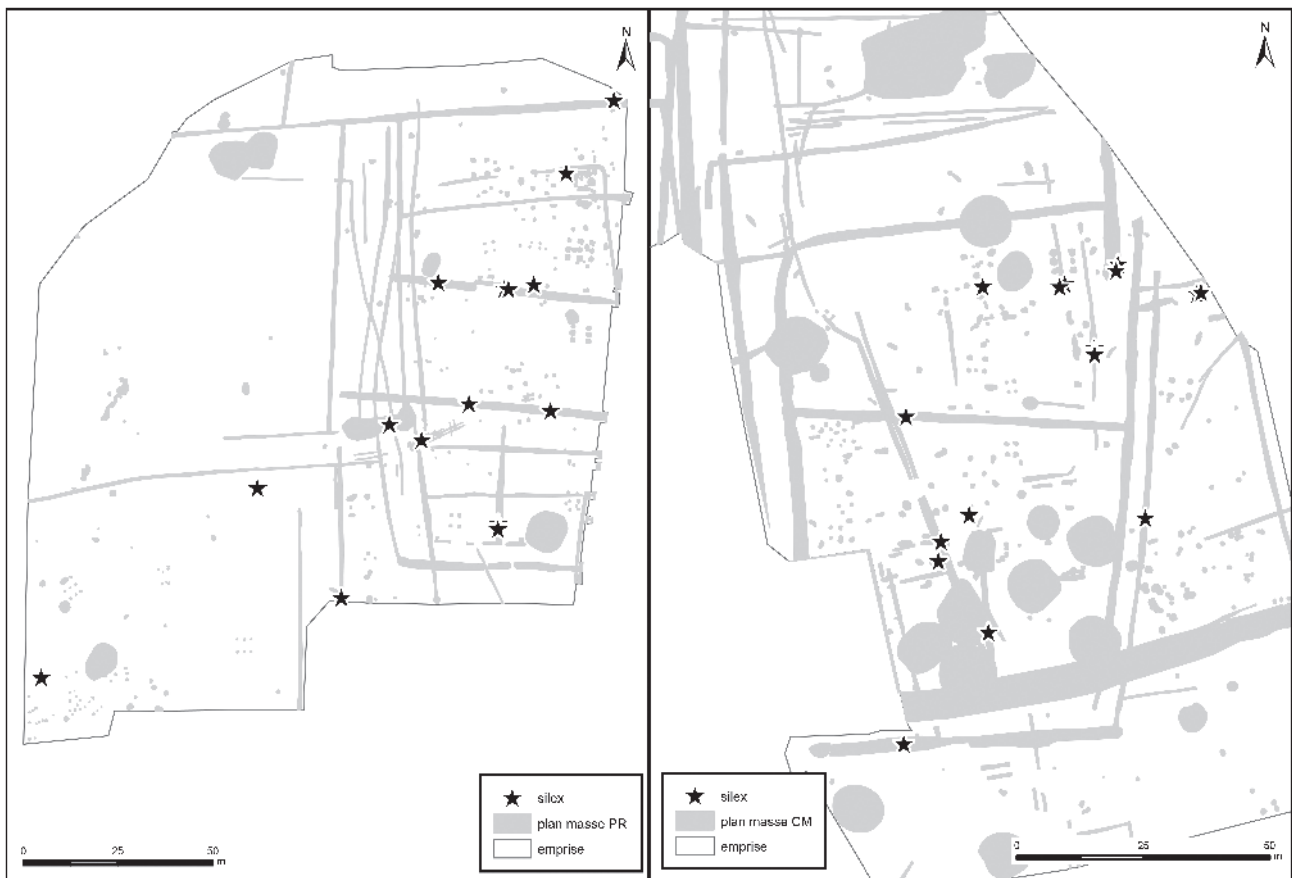 N
silex
plan masse PR
emprise
0 25 50
m
N
silex
plan masse CM
emprise
0 25 50
m